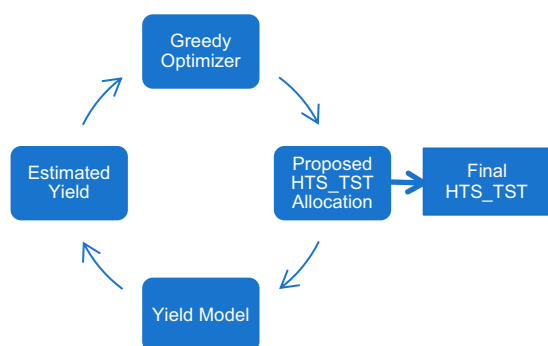 Greedy
Optimizer
Estimated
Yield
Proposed
HTS_TST
Allocation
Final
HTS_TST
Yield Model